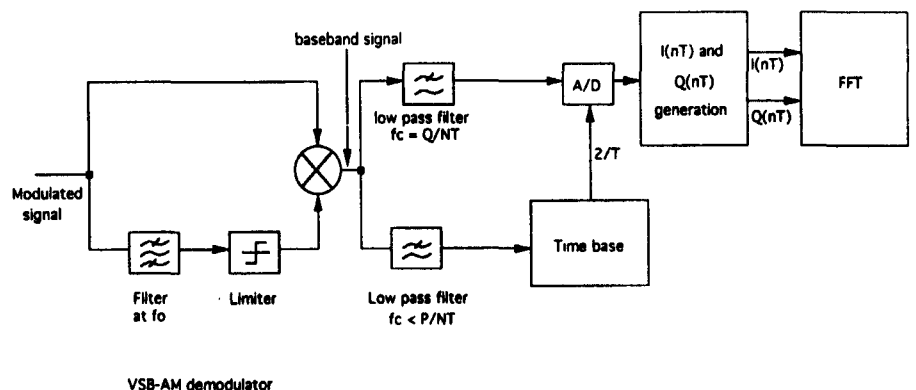 baseband signal
I(nT) and
Q(nT)
generation
I(nT)
Q(nT)
FFT
A/D
low pass filter
fc = Q/NT
2/T
Modulated
signal
Time base
Filter
at fo
Limiter
Low pass filter
fc < P/NT
VSB-AM demodulator